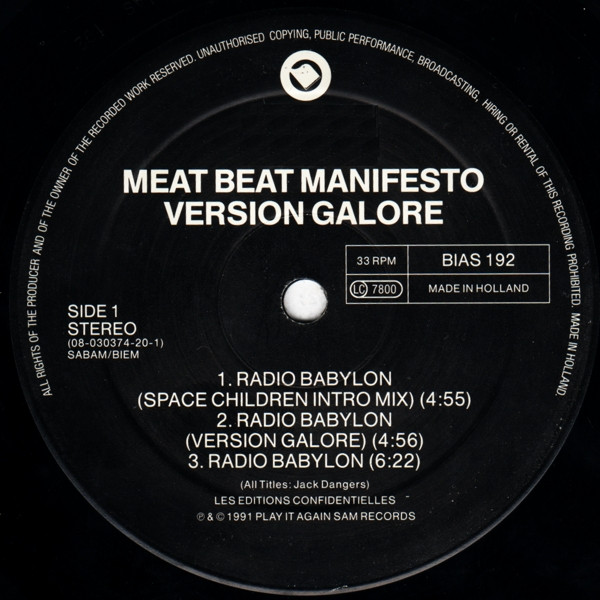 ALL RIGHTS OF THE PRODUCER AND OF THE OWNER OF THE RECORDED WORK RESERVED. UNAUTHORISED COPYING, PUBLIC PERFORMANCE, BROADCASTING, HIRING OR RENTAL OF THIS RECORDING PROHIBITED. MADE IN HOLLAND.
MEAT BEAT MANIFESTO
VERSION GALORE
33 RPM
BIAS 192
LC 7800
MADE IN HOLLAND
SIDE 1
STEREO
(08-030374-20-1)
SABAM/BIEM
1. RADIO BABYLON
(SPACE CHILDREN INTRO MIX) (4:55)
2. RADIO BABYLON
(VERSION GALORE) (4:56)
3. RADIO BABYLON (6:22)
(All Titles: Jack Dangers)
LES EDITIONS CONFIDENTIELLES
℗ & © 1991 PLAY IT AGAIN SAM RECORDS